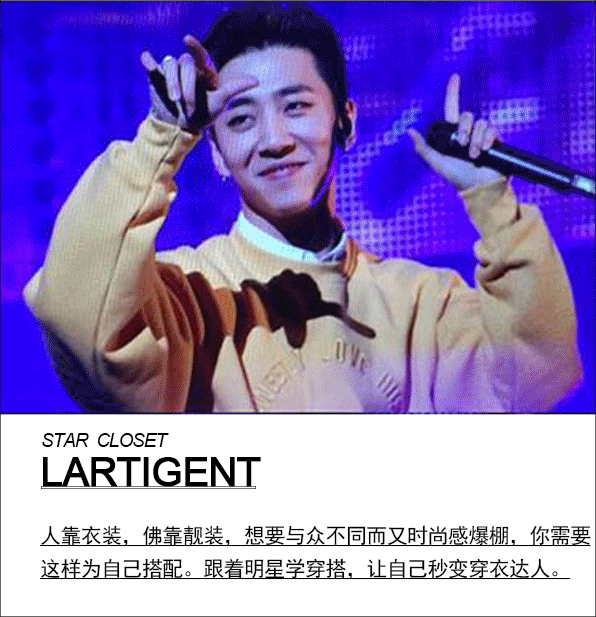 STAR CLOSET
LARTIGENT
人靠衣装，佛靠靓装，想要与众不同而又时尚感爆棚，你需要
这样为自己搭配。跟着明星学穿搭，让自己秒变穿衣达人。